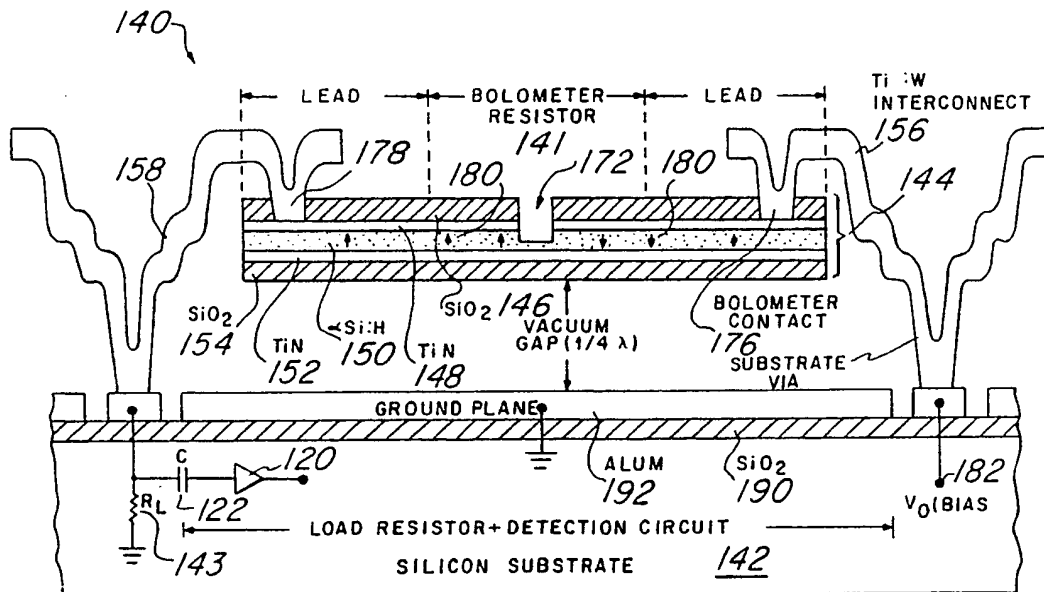 140
LEAD
BOLOMETER
RESISTOR
141
LEAD
Ti :W
INTERCONNECT
156
158
178
180
172
180
144
SiO2
154
TiN
152
αSi:H
150
TiN
148
SiO2 146
VACUUM
GAP (1/4 λ)
BOLOMETER
CONTACT
176
SUBSTRATE
VIA
GROUND PLANE
C
120
ALUM
192
SiO2
190
182
RL
122
V0(BIAS
143
LOAD RESISTOR+DETECTION CIRCUIT
SILICON SUBSTRATE
142